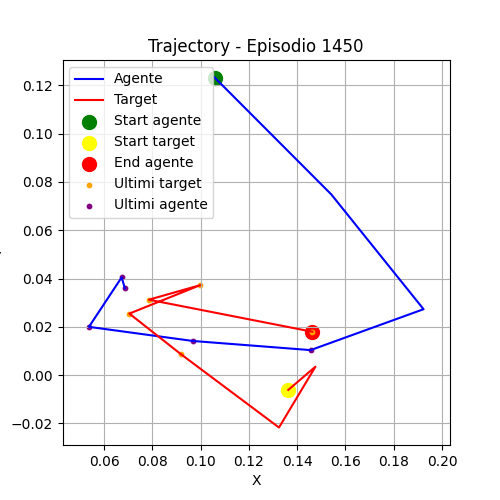 Trajectory - Episodio 1450
Agente
Target
Start agente
Start target
End agente
Ultimi target
Ultimi agente
0.12
0.10
0.08
0.06
0.04
0.02
0.00
−0.02
0.06
0.08
0.10
0.12
0.14
0.16
0.18
0.20
X